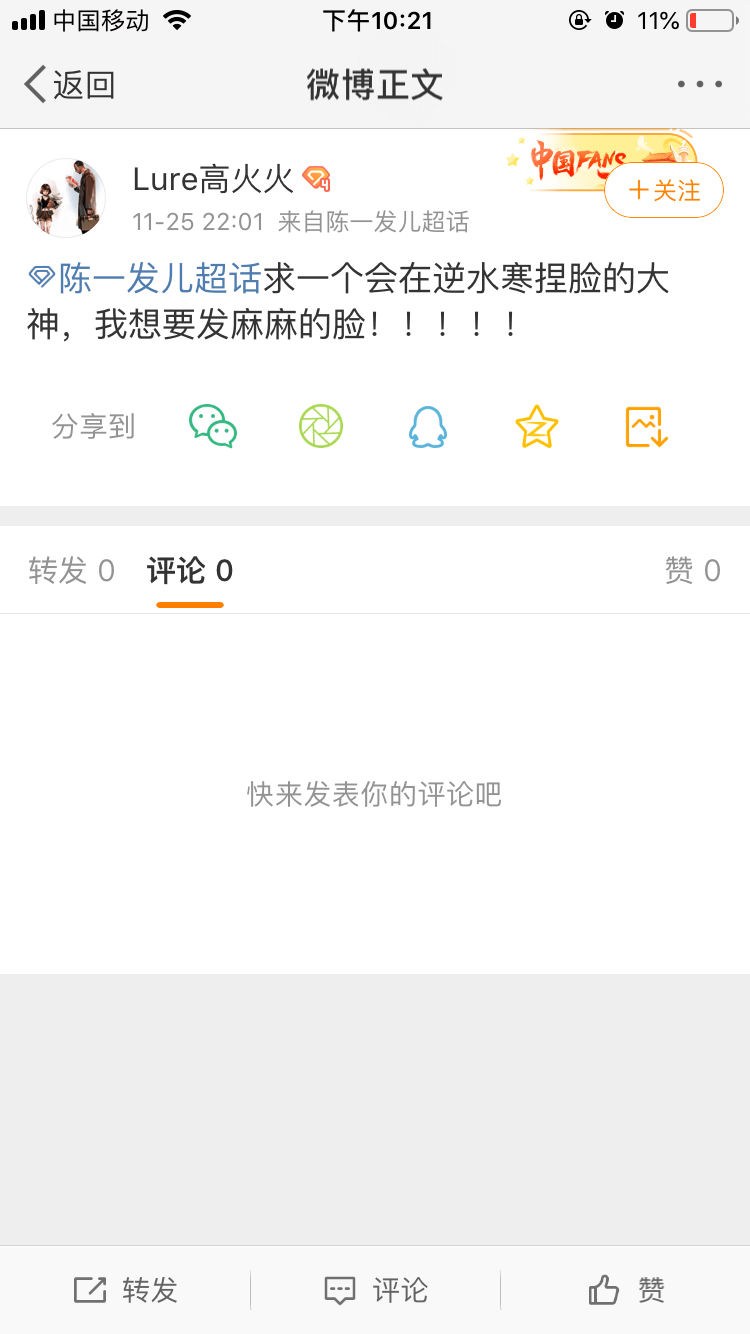 中国移动 下午10:21 11%
返回 微博正文
Lure高火火 4
中国FANS
+关注
11-25 22:01 来自陈一发儿超话
陈一发儿超话求一个会在逆水寒捏脸的大
神，我想要发麻麻的脸！！！！！
分享到
转发 0 评论 0 赞 0
快来发表你的评论吧
转发 评论 赞